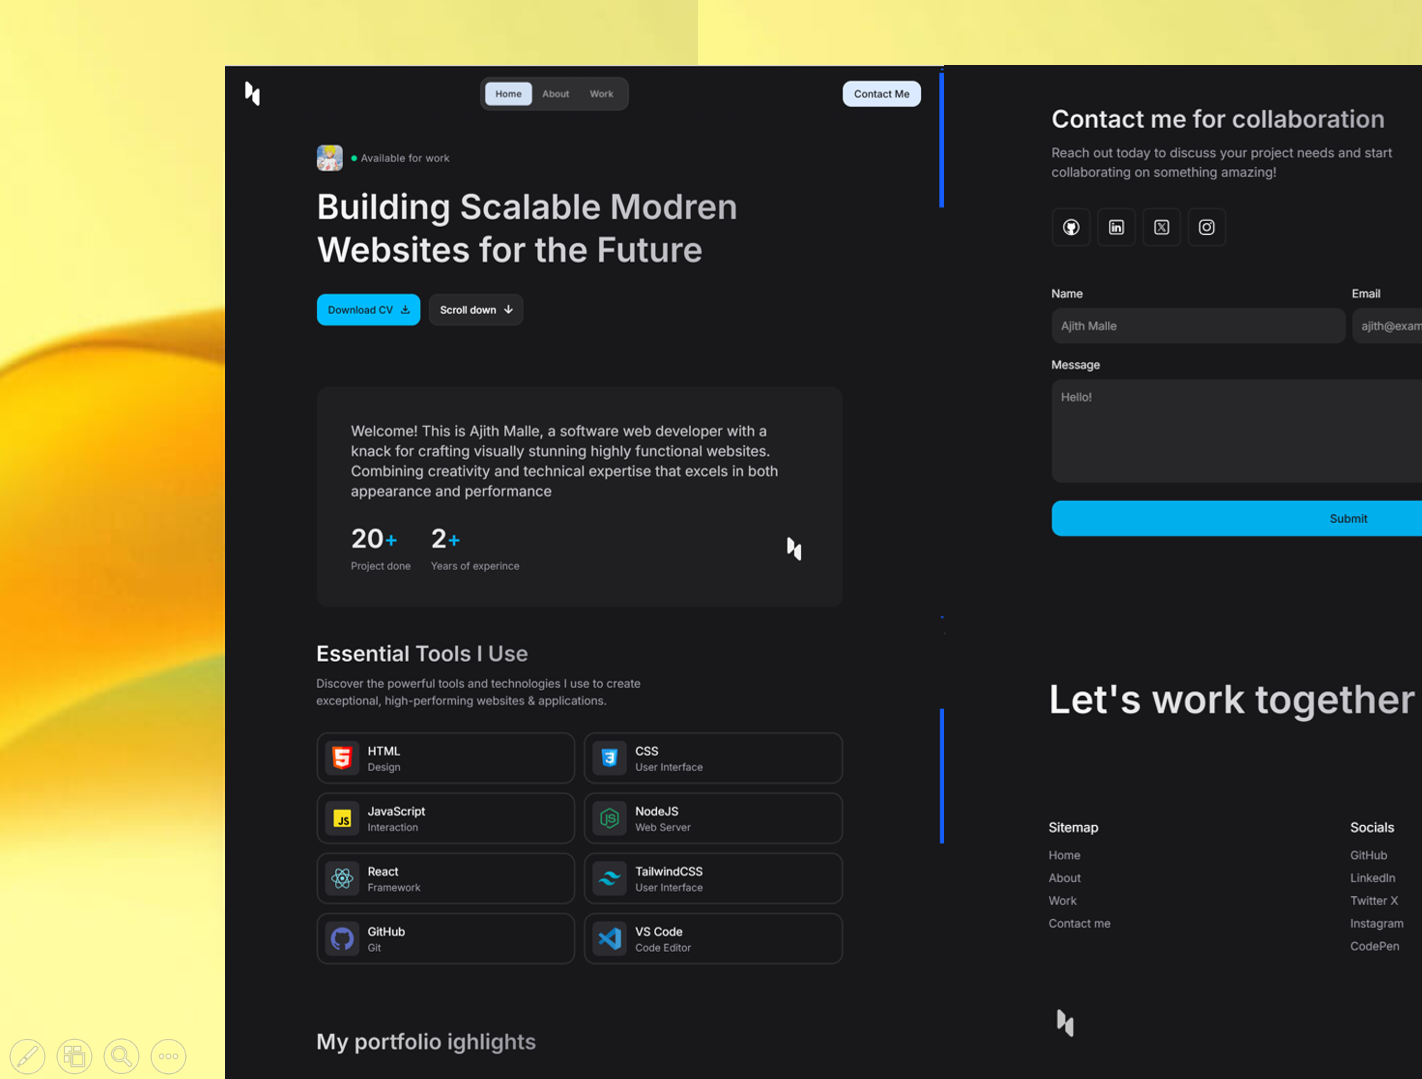 Home About Work
Contact Me
Available for work
Building Scalable Modren
Websites for the Future
Download CV
Scroll down
Welcome! This is Ajith Malle, a software web developer with a
knack for crafting visually stunning highly functional websites.
Combining creativity and technical expertise that excels in both
appearance and performance
20+ 2+
Project done Years of experince
Essential Tools I Use
Discover the powerful tools and technologies I use to create
exceptional, high-performing websites & applications.
HTML
Design
CSS
User Interface
JS
JavaScript
Interaction
JS
NodeJS
Web Server
React
Framework
TailwindCSS
User Interface
GitHub
Git
VS Code
Code Editor
My portfolio ighlights
Contact me for collaboration
Reach out today to discuss your project needs and start
collaborating on something amazing!
Name
Ajith Malle
Email
ajith@exam
Message
Hello!
Submit
Let's work together
Sitemap
Home
About
Work
Contact me
Socials
GitHub
LinkedIn
Twitter X
Instagram
CodePen